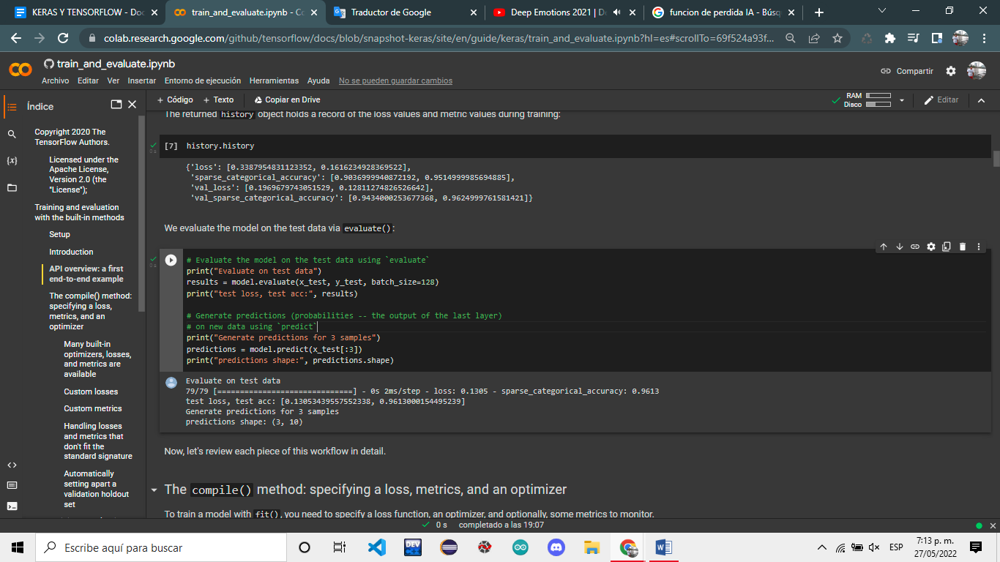 KERAS Y TENSORFLOW - Doc
train_and_evaluate.ipynb - Co
Traductor de Google
Deep Emotions 2021 | De
funcion de perdida IA - Búsq
colab.research.google.com/github/tensorflow/docs/blob/snapshot-keras/site/en/guide/keras/train_and_evaluate.ipynb?hl=es#scrollTo=69f524a93f...
train_and_evaluate.ipynb
Archivo Editar Ver Insertar Entorno de ejecución Herramientas Ayuda No se pueden guardar cambios
Compartir
+ Código + Texto Copiar en Drive
RAM
Disco
Editar
Índice
Copyright 2020 The
TensorFlow Authors.
Licensed under the
Apache License,
Version 2.0 (the
"License");
Training and evaluation
with the built-in methods
Setup
Introduction
API overview: a first
end-to-end example
The compile() method:
specifying a loss,
metrics, and an
optimizer
Many built-in
optimizers, losses,
and metrics are
available
Custom losses
Custom metrics
Handling losses
and metrics that
don't fit the
standard signature
Automatically
setting apart a
validation holdout
set
The returned history object holds a record of the loss values and metric values during training:
0 s
[7] history.history
{'loss': [0.3387954831123352, 0.1616234928369522],
'sparse_categorical_accuracy': [0.9036999940872192, 0.9514999985694885],
'val_loss': [0.1969679743051529, 0.12811274826526642],
'val_sparse_categorical_accuracy': [0.9434000253677368, 0.9624999761581421]}
We evaluate the model on the test data via evaluate():
0 s
# Evaluate the model on the test data using `evaluate`
print("Evaluate on test data")
results = model.evaluate(x_test, y_test, batch_size=128)
print("test loss, test acc:", results)
# Generate predictions (probabilities -- the output of the last layer)
# on new data using `predict`
print("Generate predictions for 3 samples")
predictions = model.predict(x_test[:3])
print("predictions shape:", predictions.shape)
Evaluate on test data
79/79 [==============================] - 0s 2ms/step - loss: 0.1305 - sparse_categorical_accuracy: 0.9613
test loss, test acc: [0.13053439557552338, 0.9613000154495239]
Generate predictions for 3 samples
predictions shape: (3, 10)
Now, let's review each piece of this workflow in detail.
The compile() method: specifying a loss, metrics, and an optimizer
To train a model with fit(), you need to specify a loss function, an optimizer, and optionally, some metrics to monitor.
0 s completado a las 19:07
Escribe aquí para buscar
DEV
ESP
7:13 p. m.
27/05/2022